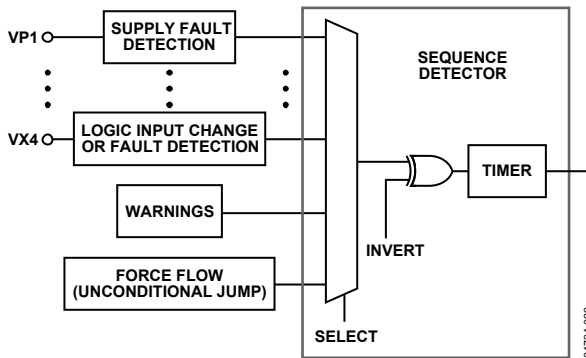 VP1
SUPPLY FAULT
DETECTION
SEQUENCE
DETECTOR
VX4
LOGIC INPUT CHANGE
OR FAULT DETECTION
TIMER
WARNINGS
INVERT
FORCE FLOW
(UNCONDITIONAL JUMP)
SELECT